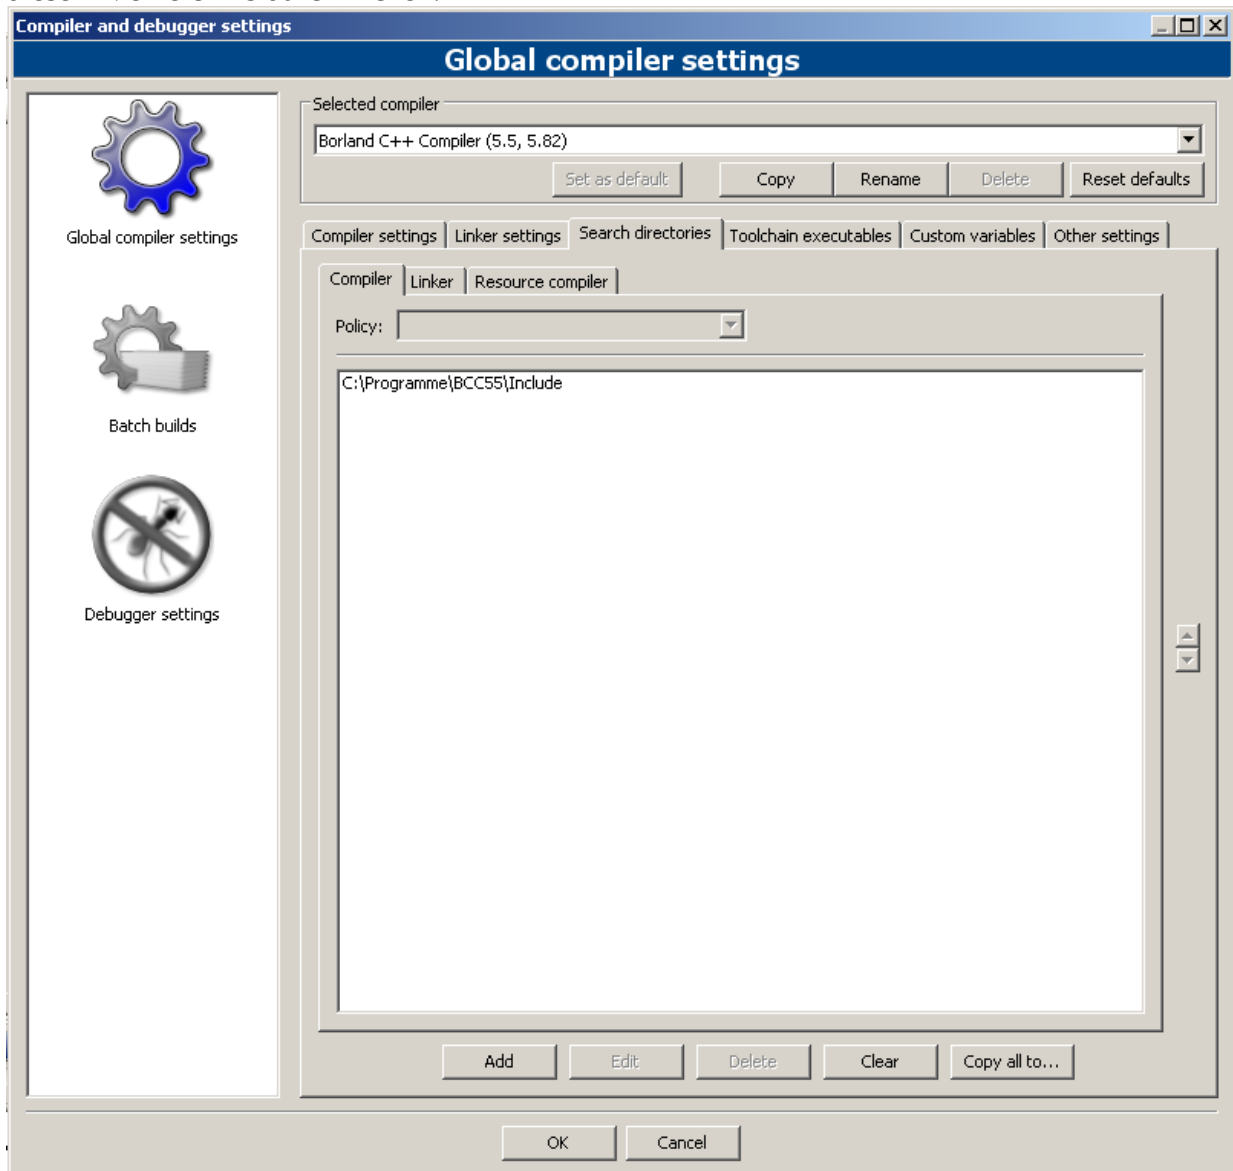 Compiler and debugger settings
Global compiler settings
Global compiler settings
Batch builds
Debugger settings
Selected compiler
Borland C++ Compiler (5.5, 5.82)
Set as default Copy Rename Delete Reset defaults
Compiler settings Linker settings Search directories Toolchain executables Custom variables Other settings
Compiler Linker Resource compiler
Policy:
C:\Programme\BCC55\Include
Add Edit Delete Clear Copy all to...
OK Cancel